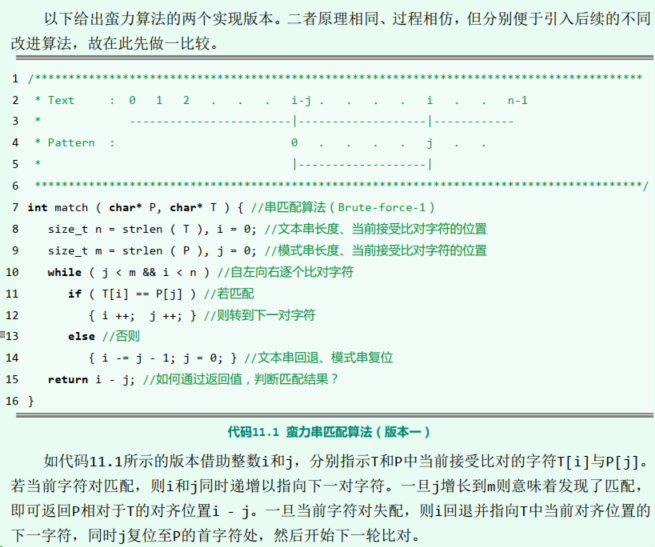 以下给出蛮力算法的两个实现版本。二者原理相同、过程相仿，但分别便于引入后续的不同
改进算法，故在此先做一比较。
1 /******************************************************************************************
2  * Text     :  0   1   2   .   .   .   i-j .   .   .   .   i   .   .   n-1
3  *             ------------------------|-------------------|------------
4  * Pattern  :                          0   .   .   .   .   j   .   .
5  *                                     |-------------------|
6  ******************************************************************************************/
7 int match ( char* P, char* T ) { //串匹配算法（Brute-force-1）
8    size_t n = strlen ( T ), i = 0; //文本串长度、当前接受比对字符的位置
9    size_t m = strlen ( P ), j = 0; //模式串长度、当前接受比对字符的位置
10    while ( j < m && i < n ) //自左向右逐个比对字符
11       if ( T[i] == P[j] ) //若匹配
12          { i ++;  j ++; } //则转到下一对字符
13       else //否则
14          { i -= j - 1; j = 0; } //文本串回退、模式串复位
15    return i - j; //如何通过返回值，判断匹配结果？
16 }
代码11.1 蛮力串匹配算法（版本一）
如代码11.1所示的版本借助整数i和j，分别指示T和P中当前接受比对的字符T[i]与P[j]。
若当前字符对匹配，则i和j同时递增以指向下一对字符。一旦j增长到m则意味着发现了匹配，
即可返回P相对于T的对齐位置i - j。一旦当前字符对失配，则i回退并指向T中当前对齐位置的
下一字符，同时j复位至P的首字符处，然后开始下一轮比对。